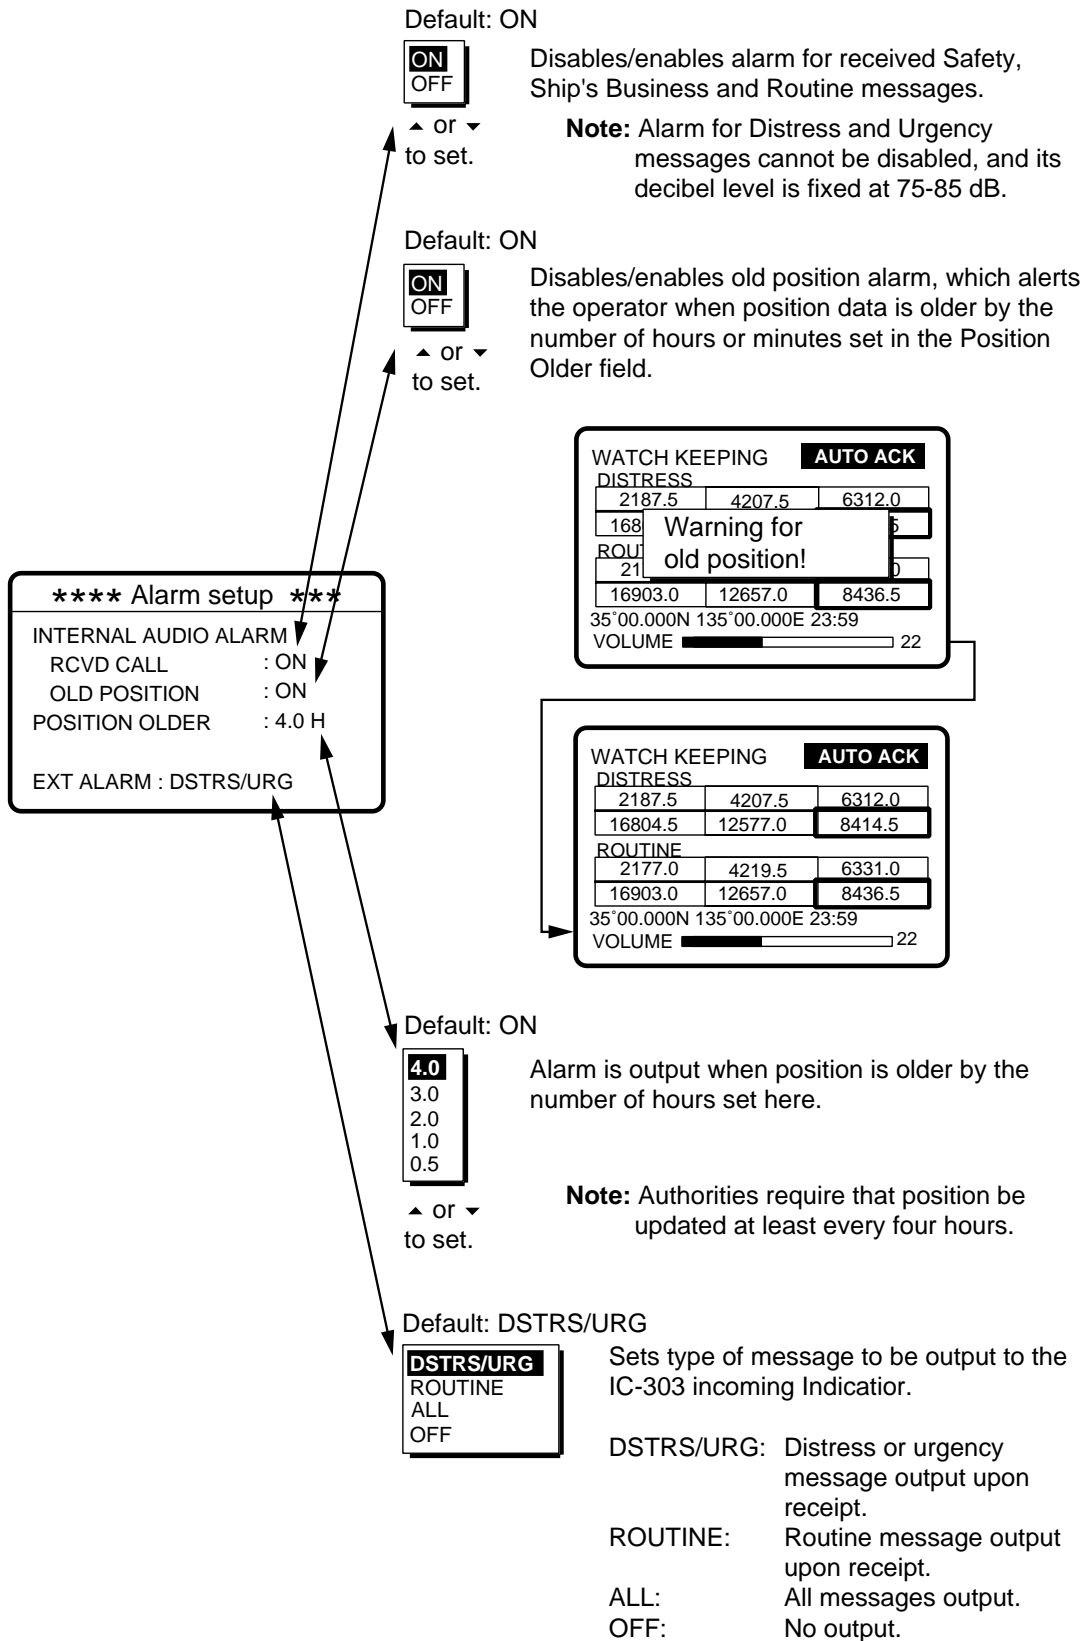 Default: ON
ON
OFF
▲ or ▼
to set.
Disables/enables alarm for received Safety,
Ship's Business and Routine messages.
Note: Alarm for Distress and Urgency
messages cannot be disabled, and its
decibel level is fixed at 75-85 dB.
Default: ON
ON
OFF
▲ or ▼
to set.
Disables/enables old position alarm, which alerts
the operator when position data is older by the
number of hours or minutes set in the Position
Older field.
WATCH KEEPING AUTO ACK
DISTRESS
2187.5 4207.5 6312.0
168 5
Warning for
old position!
ROUT
21 0
16903.0 12657.0 8436.5
35°00.000N 135°00.000E 23:59
VOLUME 22
**** Alarm setup ***
INTERNAL AUDIO ALARM
RCVD CALL : ON
OLD POSITION : ON
POSITION OLDER : 4.0 H
EXT ALARM : DSTRS/URG
WATCH KEEPING AUTO ACK
DISTRESS
2187.5 4207.5 6312.0
16804.5 12577.0 8414.5
ROUTINE
2177.0 4219.5 6331.0
16903.0 12657.0 8436.5
35°00.000N 135°00.000E 23:59
VOLUME 22
Default: ON
4.0
3.0
2.0
1.0
0.5
▲ or ▼
to set.
Alarm is output when position is older by the
number of hours set here.
Note: Authorities require that position be
updated at least every four hours.
Default: DSTRS/URG
DSTRS/URG
ROUTINE
ALL
OFF
Sets type of message to be output to the
IC-303 incoming Indicatior.
DSTRS/URG: Distress or urgency
message output upon
receipt.
ROUTINE: Routine message output
upon receipt.
ALL: All messages output.
OFF: No output.